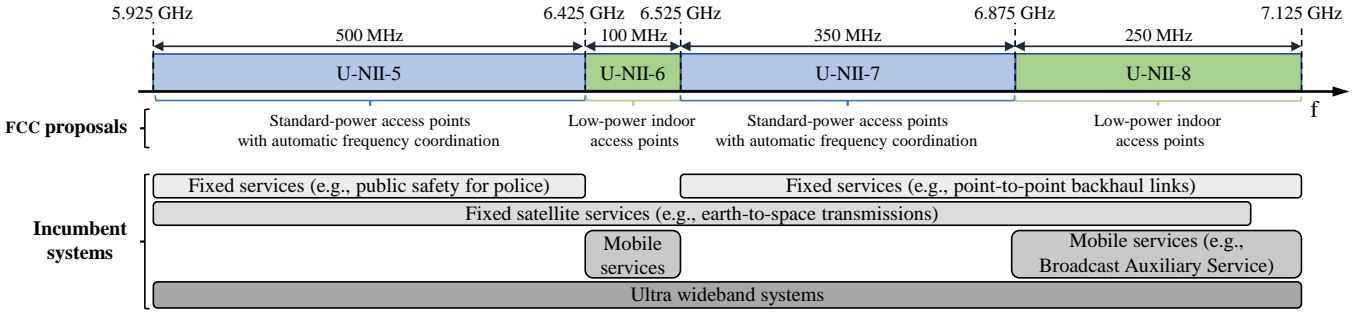 5.925 GHz
6.425 GHz
6.525 GHz
6.875 GHz
7.125 GHz
500 MHz
100 MHz
350 MHz
250 MHz
U-NII-5
U-NII-6
U-NII-7
U-NII-8
f
FCC proposals
Standard-power access points
with automatic frequency coordination
Low-power indoor
access points
Standard-power access points
with automatic frequency coordination
Low-power indoor
access points
Incumbent
systems
Fixed services (e.g., public safety for police)
Fixed services (e.g., point-to-point backhaul links)
Fixed satellite services (e.g., earth-to-space transmissions)
Mobile
services
Mobile services (e.g.,
Broadcast Auxiliary Service)
Ultra wideband systems